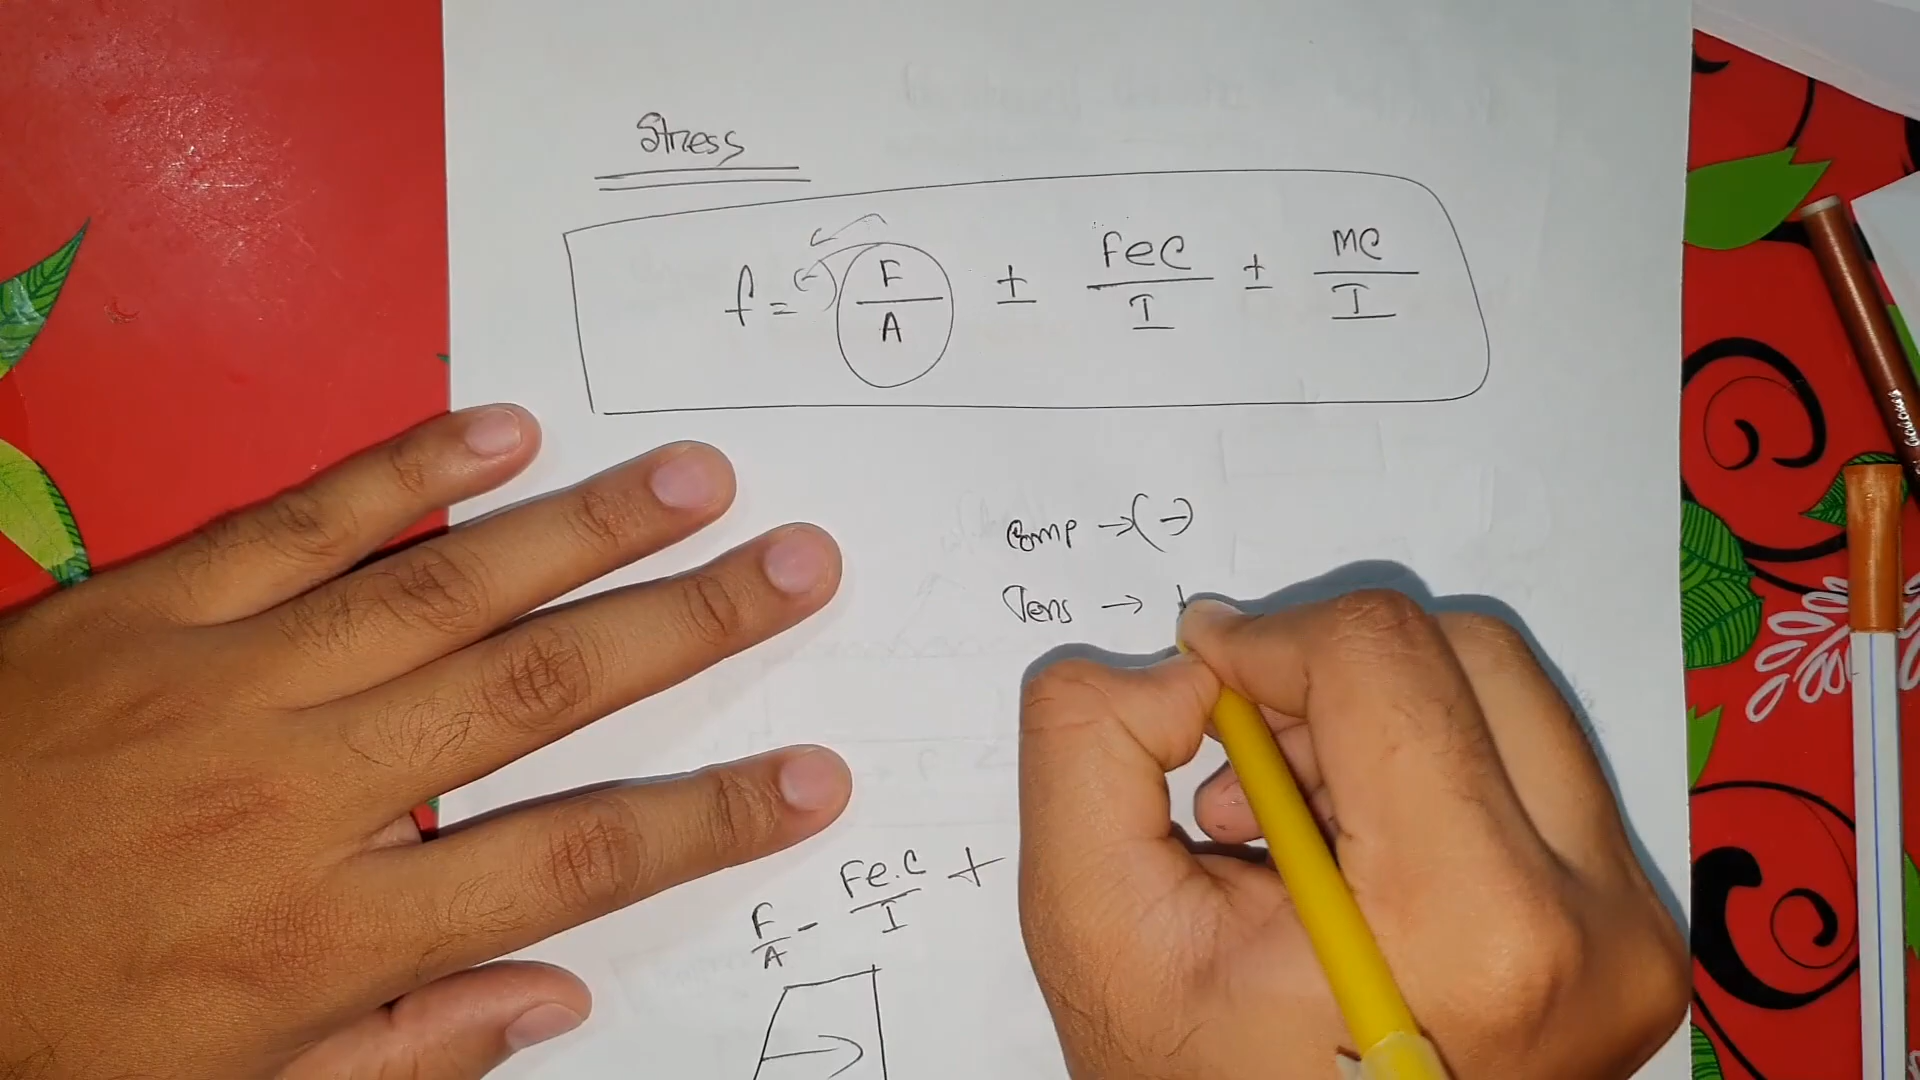 Stress
f = (-) F/A ± FeC/I ± MC/I
Comp → (-)
Tens → +
F/A - Fe.C/I +